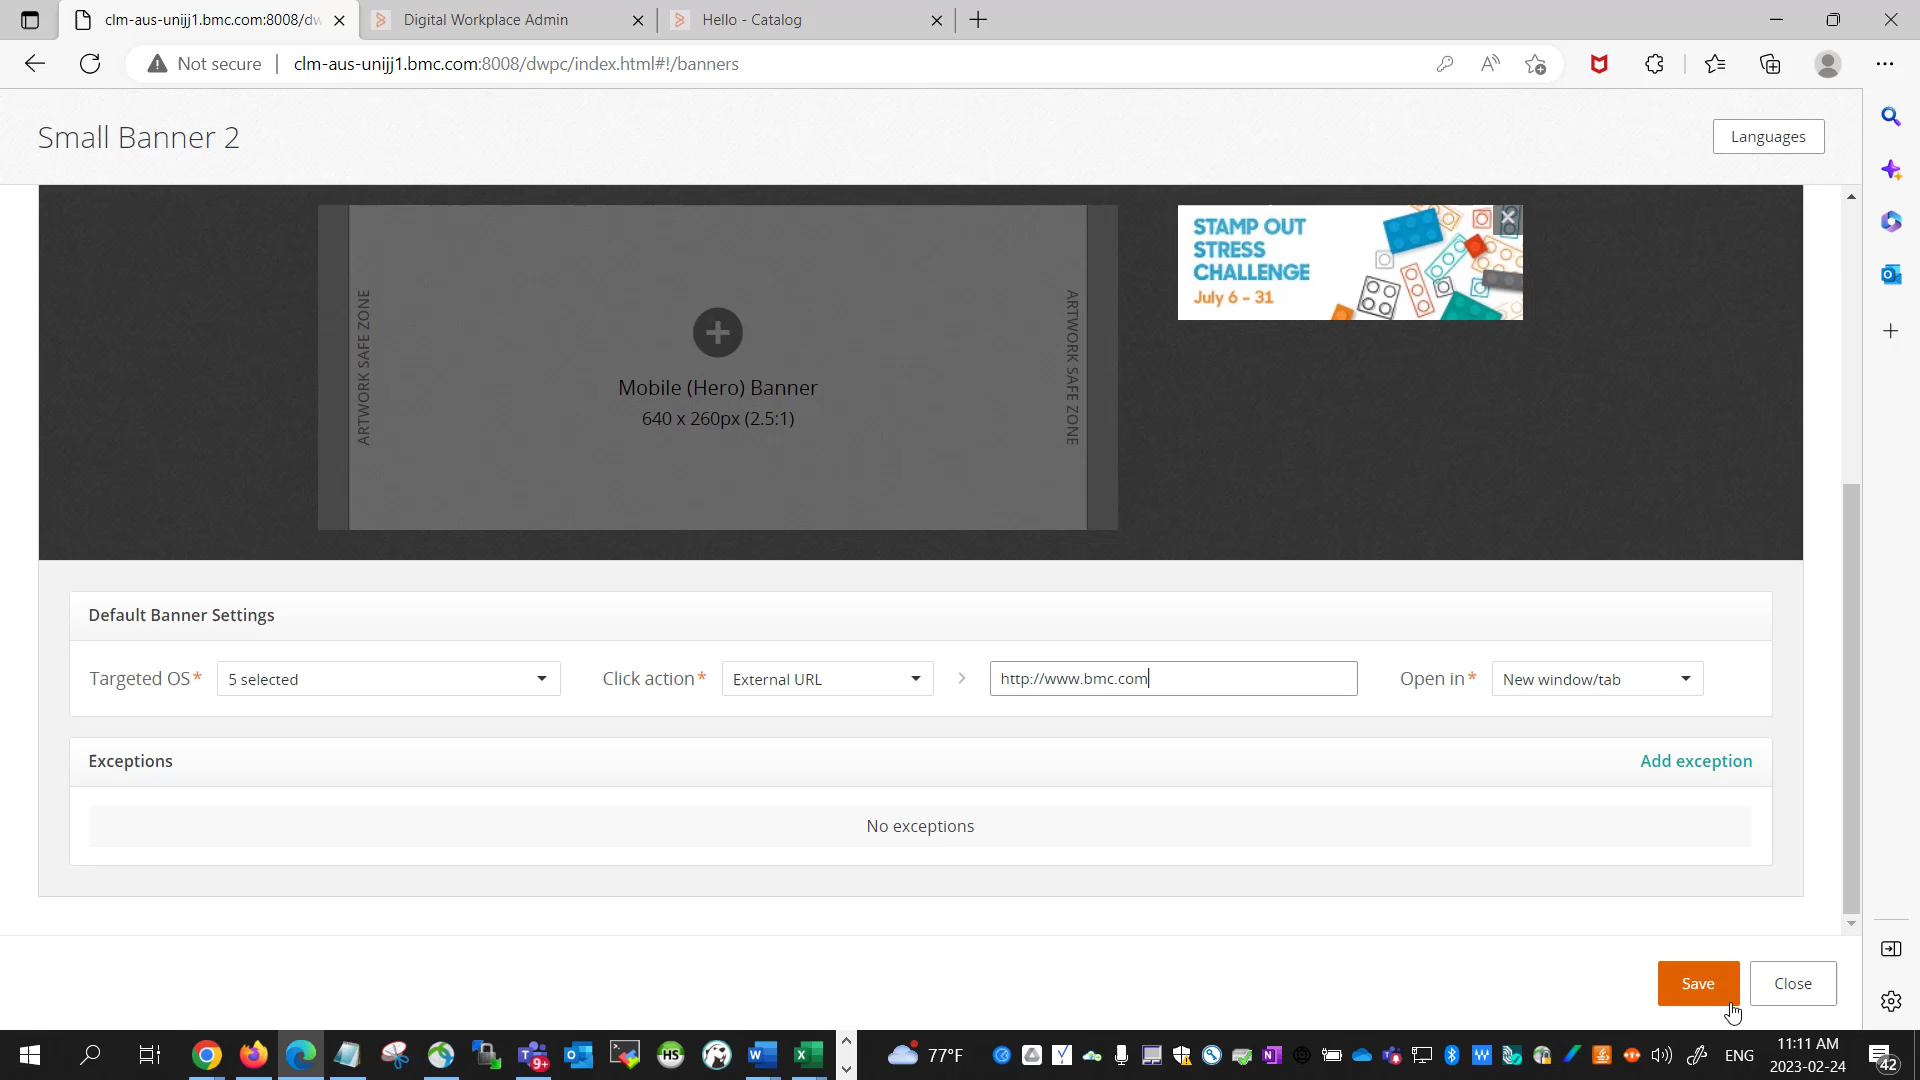 clm-aus-unijj1.bmc.com:8008/dw
Digital Workplace Admin
Hello - Catalog
Not secure
clm-aus-unijj1.bmc.com:8008/dwpc/index.html#!/banners
Small Banner 2
Languages
ARTWORK SAFE ZONE
Mobile (Hero) Banner
640 x 260px (2.5:1)
ARTWORK SAFE ZONE
STAMP OUT
STRESS
CHALLENGE
July 6 - 31
Default Banner Settings
Targeted OS*
5 selected
Click action*
External URL
http://www.bmc.com
Open in*
New window/tab
Exceptions
Add exception
No exceptions
Save
Close
9+
HS
77°F
ENG
11:11 AM
2023-02-24
42